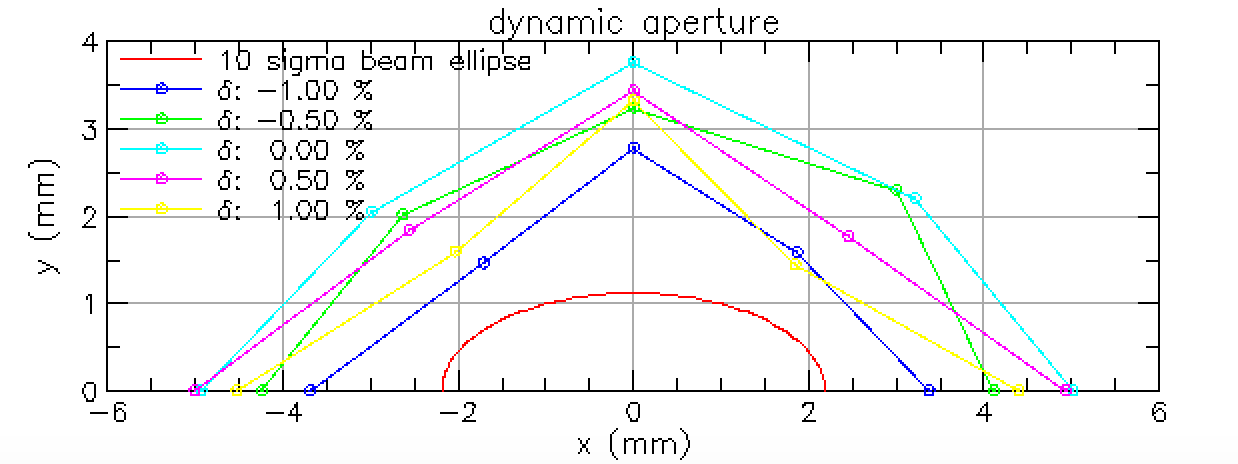 dynamic aperture
10 sigma beam ellipse
δ: −1.00 %
δ: −0.50 %
δ: 0.00 %
δ: 0.50 %
δ: 1.00 %
y (mm)
4
3
2
1
0
−6 −4 −2 0 2 4 6
x (mm)